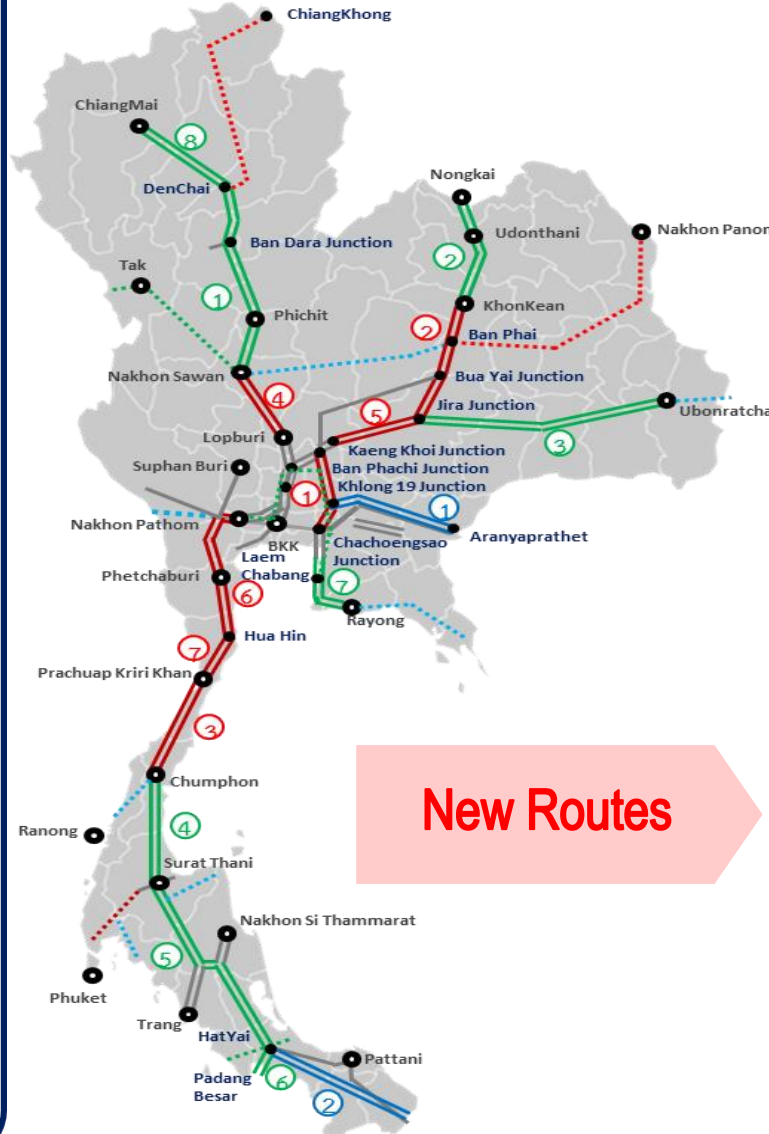 ChiangKhong
ChiangMai
8
DenChai
Nongkai
Ban Dara Junction
Udonthani
Nakhon Panon
Tak
2
1
Phichit
KhonKean
2
Ban Phai
Nakhon Sawan
Bua Yai Junction
4
5
Jira Junction
Ubonratcha
Lopburi
3
Kaeng Khoi Junction
Suphan Buri
Ban Phachi Junction
1
Khlong 19 Junction
1
Nakhon Pathom
Aranyaprathet
BKK
Chachoengsao
Junction
Laem
Chabang
Phetchaburi
7
6
Rayong
Hua Hin
7
Prachuap Kriri Khan
3
Chumphon
New Routes
4
Ranong
Surat Thani
Nakhon Si Thammarat
5
Phuket
Trang
HatYai
Pattani
Padang
Besar
6
2